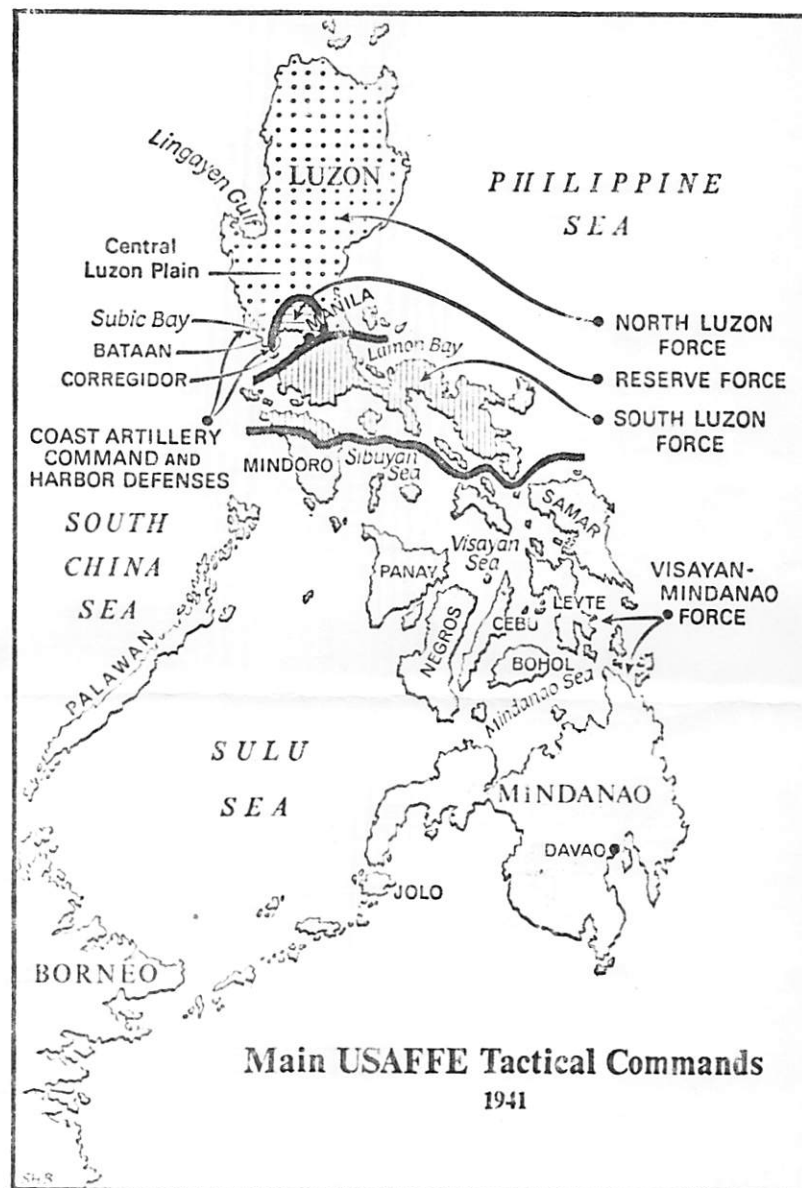 Lingayen Gulf
LUZON
PHILIPPINE
SEA
Central
Luzon Plain
Subic Bay
MANILA
BATAAN
CORREGIDOR
Lamon Bay
NORTH LUZON
FORCE
RESERVE FORCE
SOUTH LUZON
FORCE
COAST ARTILLERY
COMMAND AND
HARBOR DEFENSES
MINDORO
Sibuyan
Sea
SOUTH
CHINA
SEA
SAMAR
Visayan
Sea
PANAY
VISAYAN-
MINDANAO
FORCE
LEYTE
CEBU
NEGROS
BOHOL
PALAWAN
Mindanao Sea
SULU
SEA
MINDANAO
DAVAO
JOLO
BORNEO
Main USAFFE Tactical Commands
1941
SHB